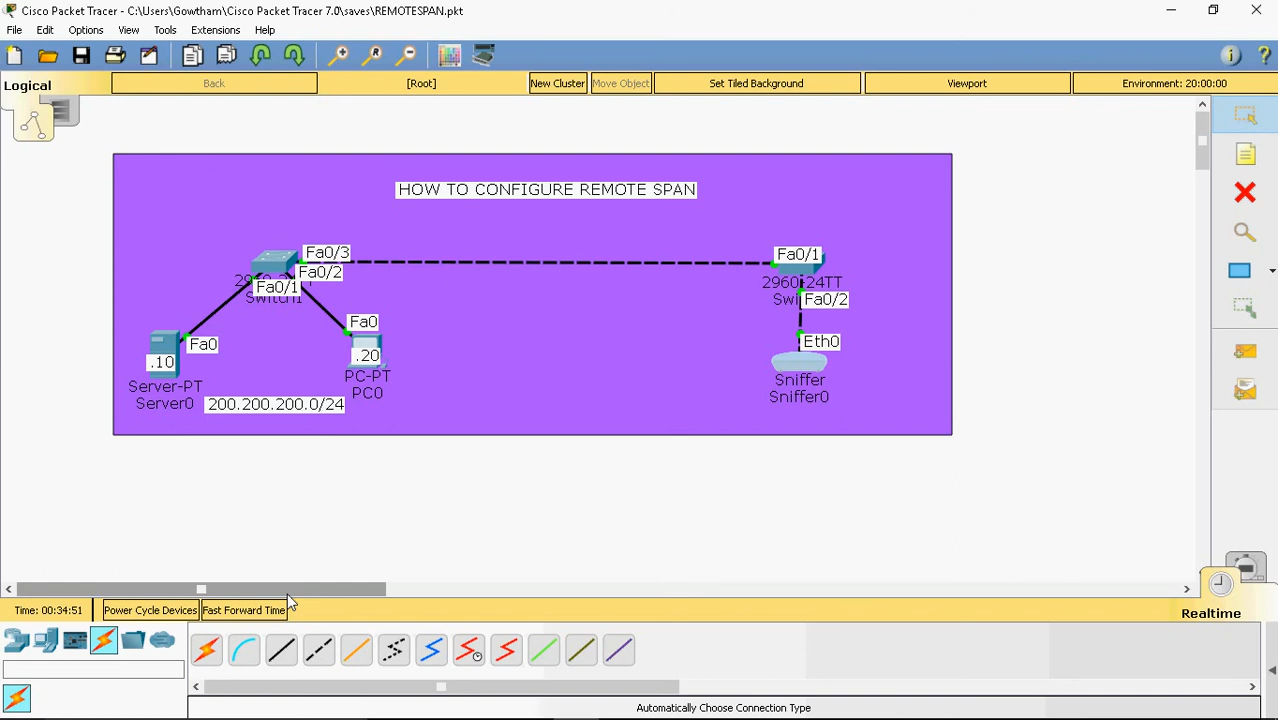 Cisco Packet Tracer - C:\Users\Gowtham\Cisco Packet Tracer 7.0\saves\REMOTESPAN.pkt
File Edit Options View Tools Extensions Help
Logical Back [Root] New Cluster Move Object Set Tiled Background Viewport Environment: 20:00:00
HOW TO CONFIGURE REMOTE SPAN
Fa0/3
Fa0/1
Fa0/2
Fa0/1
2960-24TT
Switch1
Fa0/2
Fa0
Fa0
Eth0
.10
.20
PC-PT
PC0
Sniffer
Sniffer0
Server-PT
Server0
200.200.200.0/24
Time: 00:34:51 Power Cycle Devices Fast Forward Time Realtime
Automatically Choose Connection Type